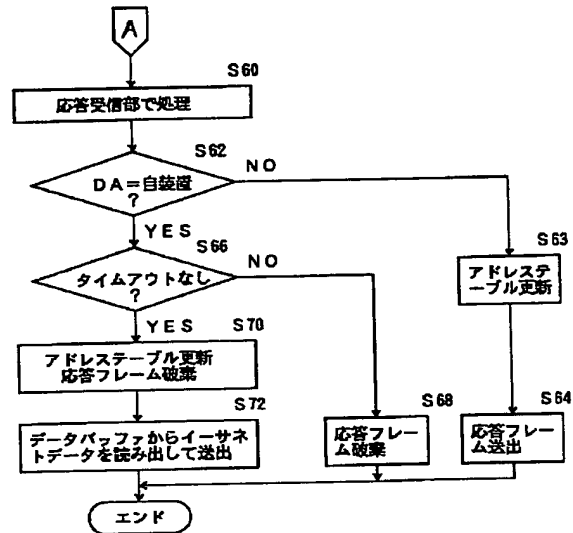 A
S60
応答受信部で処理
S62
DA=自装置
?
NO
YES
S66
タイムアウトなし
?
NO
YES
S63
アドレステ
ーブル更新
S70
アドレステーブル更新
応答フレーム破棄
S72
データバッファからイーサネ
ットデータを読み出して送出
S68
応答フレー
ム破棄
S64
応答フレー
ム送出
エンド